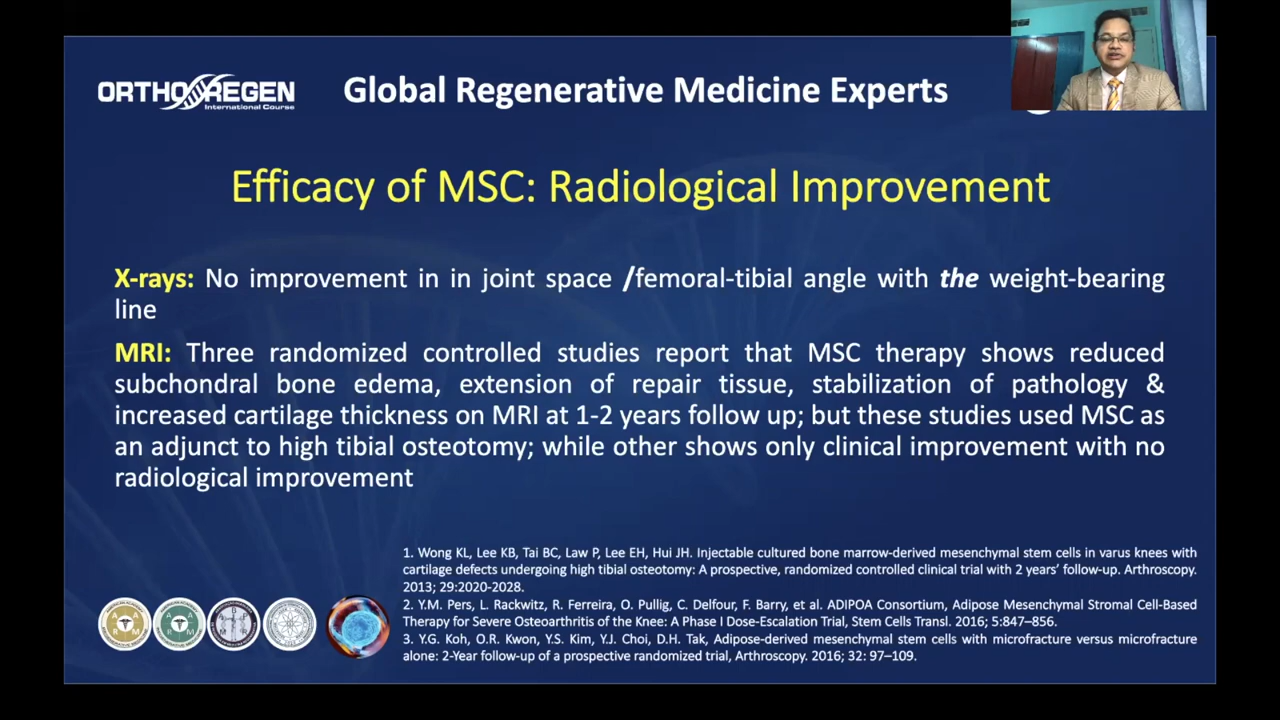 ORTHO REGEN
International Course
Global Regenerative Medicine Experts
Efficacy of MSC: Radiological Improvement
X-rays: No improvement in in joint space /femoral-tibial angle with the weight-bearing
line
MRI: Three randomized controlled studies report that MSC therapy shows reduced
subchondral bone edema, extension of repair tissue, stabilization of pathology &
increased cartilage thickness on MRI at 1-2 years follow up; but these studies used MSC as
an adjunct to high tibial osteotomy; while other shows only clinical improvement with no
radiological improvement
1. Wong KL, Lee KB, Tai BC, Law P, Lee EH, Hui JH. Injectable cultured bone marrow-derived mesenchymal stem cells in varus knees with
cartilage defects undergoing high tibial osteotomy: A prospective, randomized controlled clinical trial with 2 years' follow-up. Arthroscopy.
2013; 29:2020-2028.
2. Y.M. Pers, L. Rackwitz, R. Ferreira, O. Pullig, C. Delfour, F. Barry, et al. ADIPOA Consortium, Adipose Mesenchymal Stromal Cell-Based
Therapy for Severe Osteoarthritis of the Knee: A Phase I Dose-Escalation Trial, Stem Cells Transl. 2016; 5:847–856.
3. Y.G. Koh, O.R. Kwon, Y.S. Kim, Y.J. Choi, D.H. Tak, Adipose-derived mesenchymal stem cells with microfracture versus microfracture
alone: 2-Year follow-up of a prospective randomized trial, Arthroscopy. 2016; 32: 97–109.